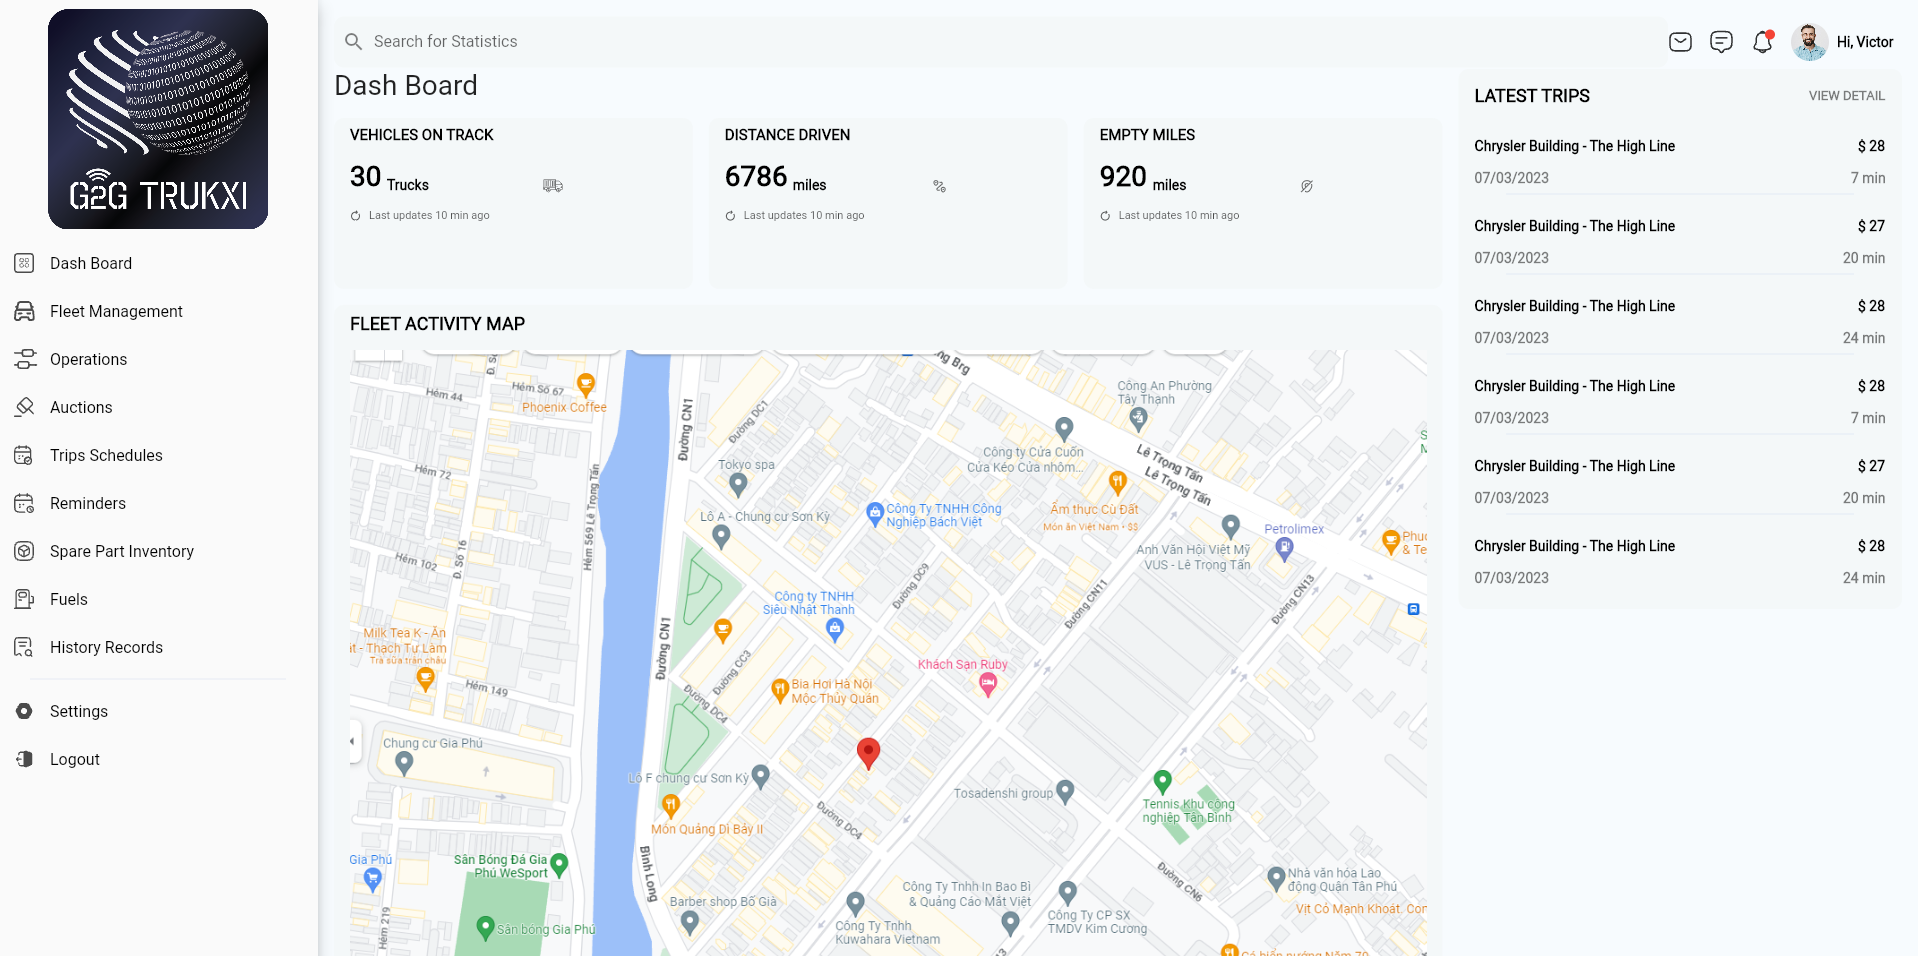 G2G TRUKXI
Dash Board
Fleet Management
Operations
Auctions
Trips Schedules
Reminders
Spare Part Inventory
Fuels
History Records
Settings
Logout
Search for Statistics
Hi, Victor
Dash Board
VEHICLES ON TRACK
30 Trucks
Last updates 10 min ago
DISTANCE DRIVEN
6786 miles
Last updates 10 min ago
EMPTY MILES
920 miles
Last updates 10 min ago
FLEET ACTIVITY MAP
Hẻm 44
Hẻm Số 67
Phoenix Coffee
Đường CN1
Đường DC1
Công An Phường
Tây Thạnh
Công ty Cửa Cuốn
Cửa Kéo Cửa nhôm...
Lê Trọng Tấn
Lê Trọng Tấn
Hẻm 72
Tokyo spa
Hẻm 569 Lê Trọng Tấn
Ẩm thực Cù Đất
Món ăn Việt Nam • $$
Lô A - Chung cư Sơn Kỳ
Công Ty TNHH Công
Nghiệp Bách Việt
Petrolimex
Anh Văn Hội Việt Mỹ
VUS - Lê Trọng Tấn
& Te
Hẻm 102
Đ. Số 16
Đường DC9
Đường CN11
Đường CN13
Công ty TNHH
Siêu Nhật Thanh
Milk Tea K - Ăn
ặt - Thạch Tự Làm
Trà sữa trân châu
Đường CN1
Đường CC3
Khách Sạn Ruby
Hẻm 149
Đường DC4
Bia Hơi Hà Nội
Mộc Thủy Quán
Chung cư Gia Phú
Lô F chung cư Sơn Kỳ
Tosadenshi group
Tennis Khu công
nghiệp Tân Bình
Món Quảng Dì Bảy II
Đường DC4
Gia Phú
Sân Bóng Đá Gia
Phú WeSport
Bình Long
Đường CN6
Nhà văn hóa Lao
động Quận Tân Phú
Công Ty Tnhh In Bao Bì
& Quảng Cáo Mắt Việt
Barber shop Bố Già
Vịt Cỏ Mạnh Khoát. Cơm
Công Ty CP SX
TMDV Kim Cương
Hẻm 219
Sân bóng Gia Phú
Công Ty Tnhh
Kuwahara Vietnam
LATEST TRIPS
VIEW DETAIL
Chrysler Building - The High Line $ 28
07/03/2023 7 min
Chrysler Building - The High Line $ 27
07/03/2023 20 min
Chrysler Building - The High Line $ 28
07/03/2023 24 min
Chrysler Building - The High Line $ 28
07/03/2023 7 min
Chrysler Building - The High Line $ 27
07/03/2023 20 min
Chrysler Building - The High Line $ 28
07/03/2023 24 min